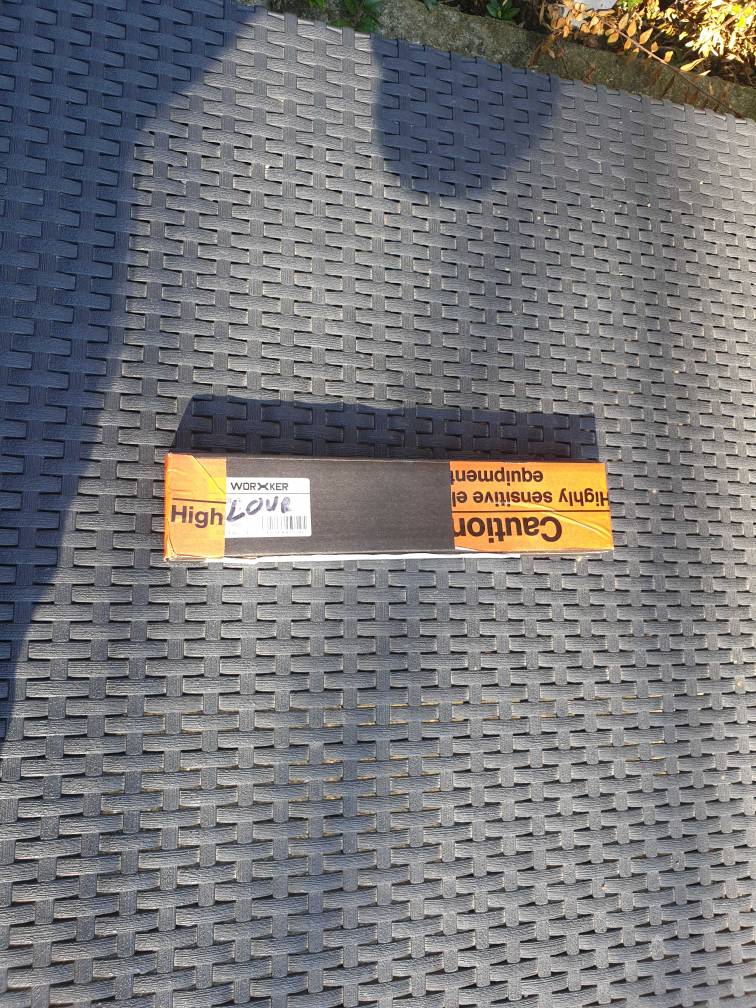 High
WORXKER
LOUR
Caution
Highly sensitive el
equipment